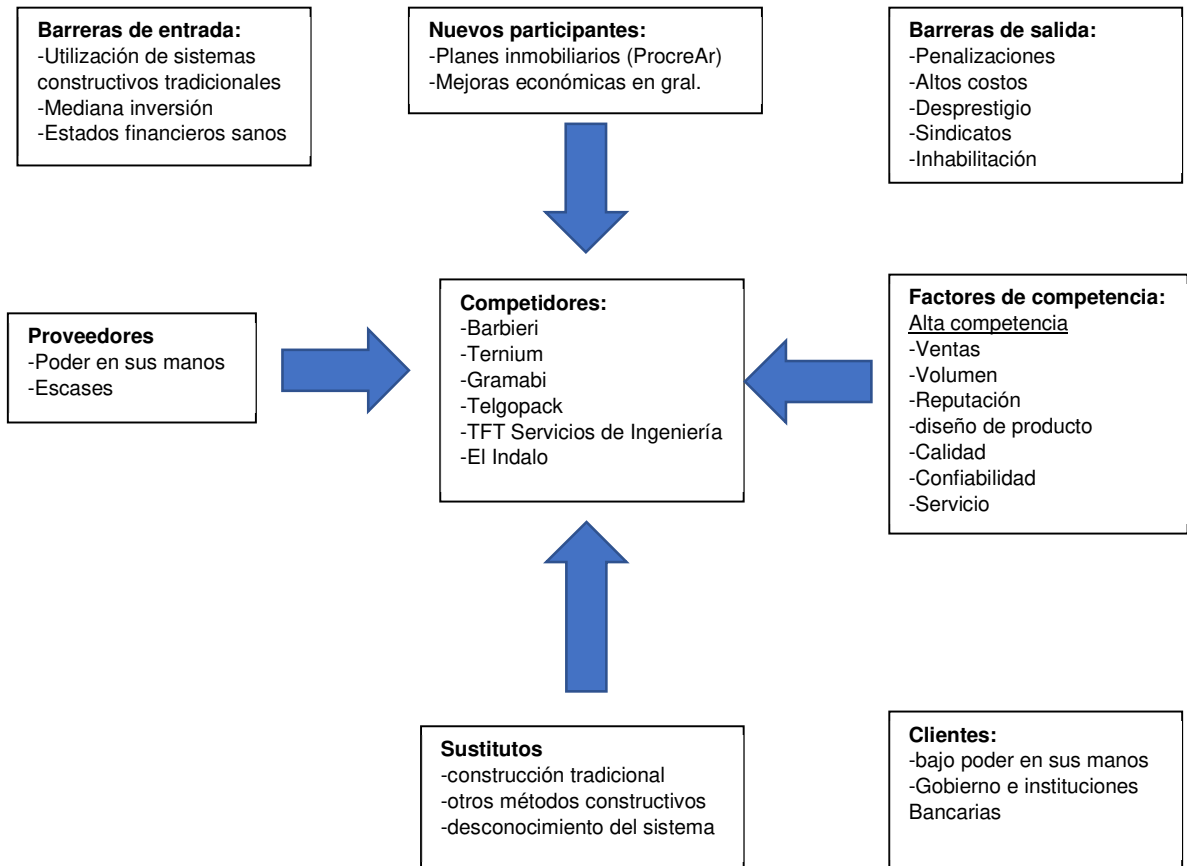 Barreras de entrada:
-Utilización de sistemas
constructivos tradicionales
-Mediana inversión
-Estados financieros sanos
Nuevos participantes
-Planes inmobiliarios (ProcreAr)
-Mejoras económicas en gral.
Barreras de salida:
-Penalizaciones
-Altos costos
-Desprestigio
-Sindicatos
-Inhabilitación
Proveedores
-Poder en sus manos
-Escases
Competidores:
-Barbieri
-Ternium
-Gramabi
-Telgopack
-TFT Servicios de Ingeniería
-El Indalo
Factores de competencia:
Alta competencia
-Ventas
-Volumen
-Reputación
-diseño de producto
-Calidad
-Confiabilidad
-Servicio
Sustitutos
-construcción tradicional
-otros métodos constructivos
-desconocimiento del sistema
Clientes:
-bajo poder en sus manos
-Gobierno e instituciones
Bancarias